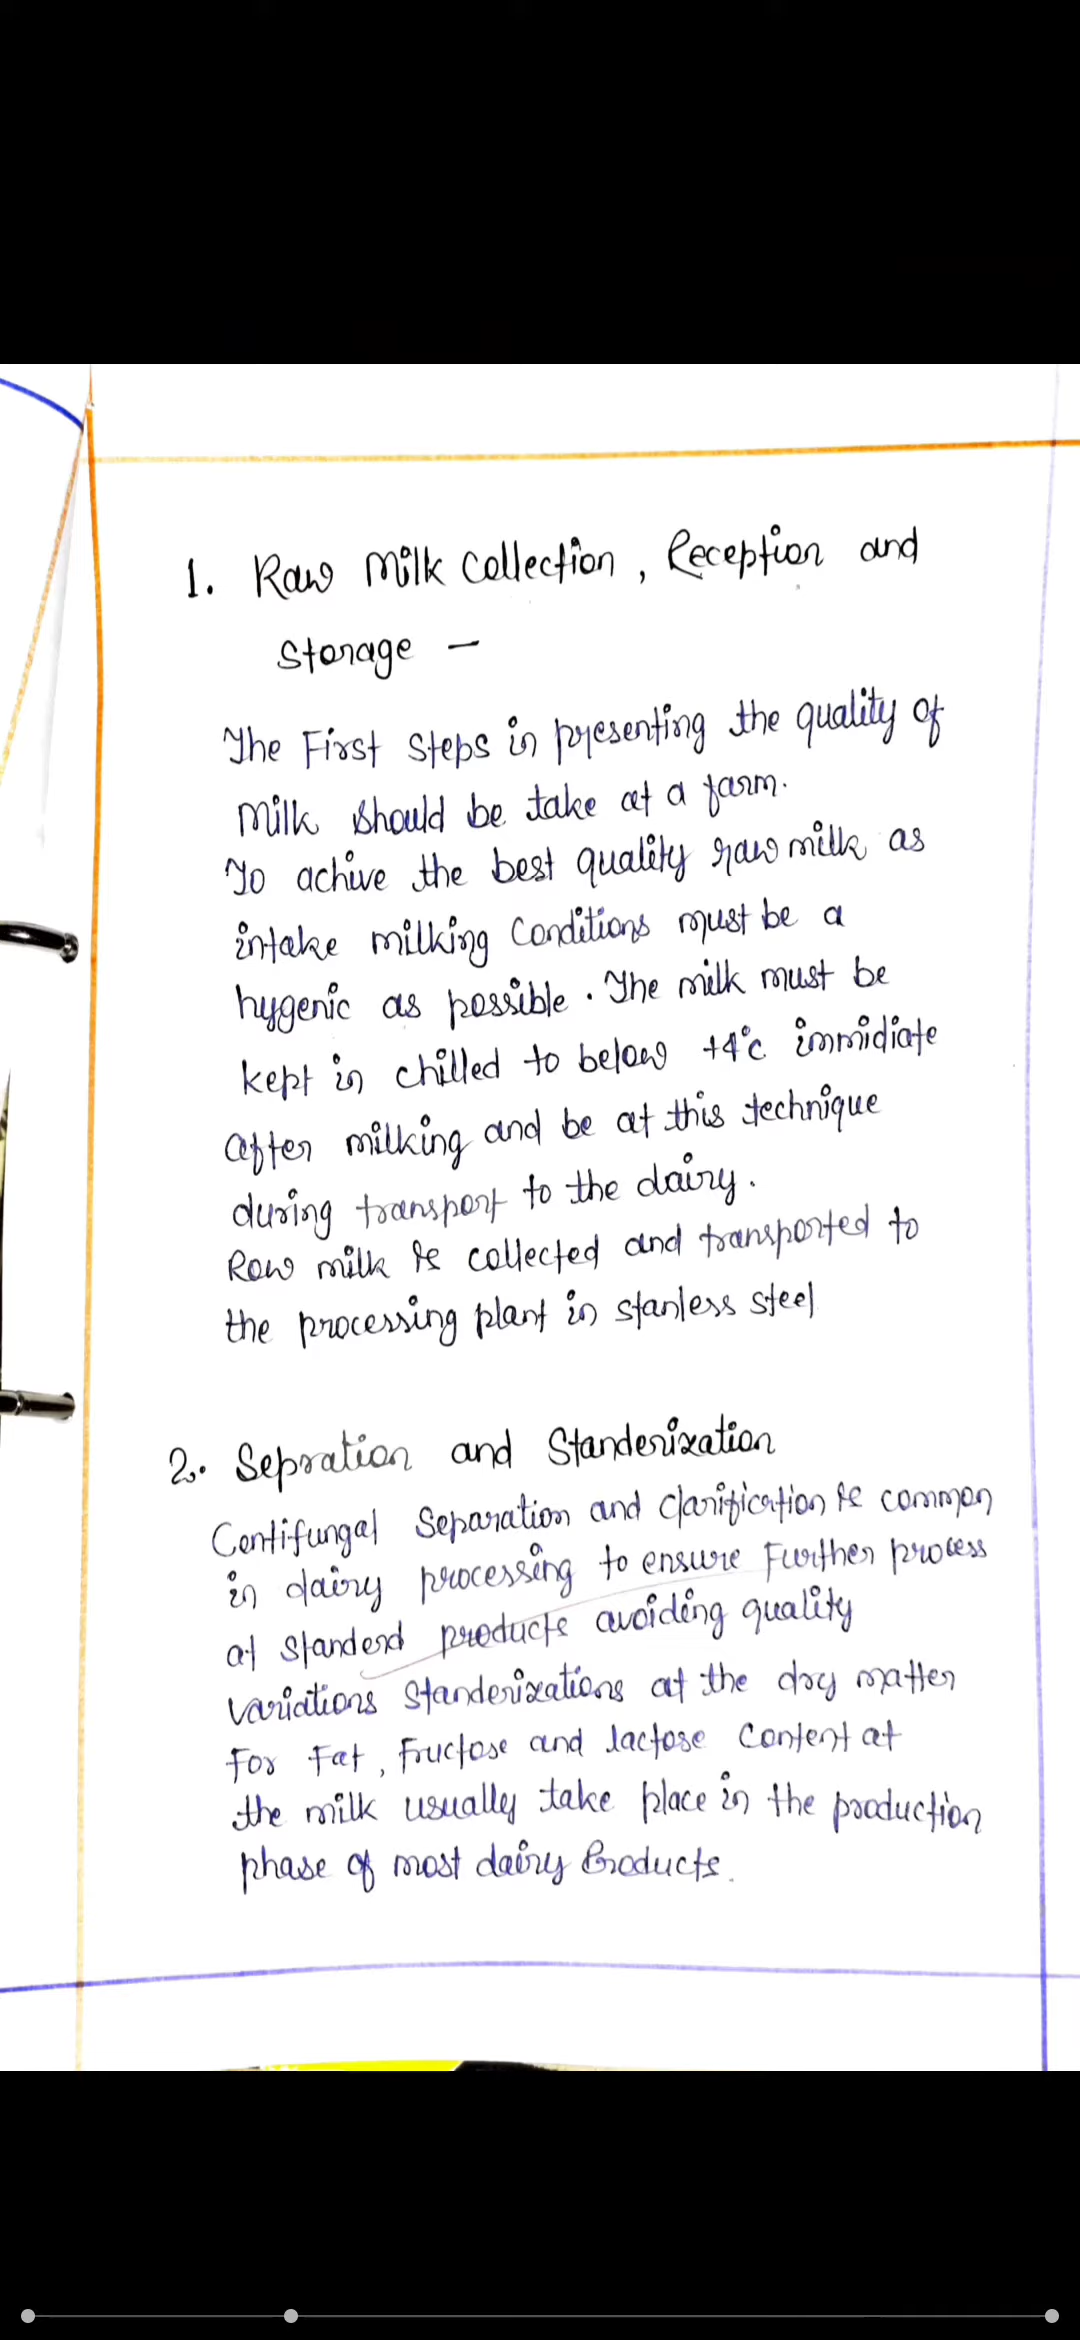 1. Raw Milk Collection, Reception and
Storage -
The First Steps in presenting the quality of
milk should be take at a farm.
To achive the best quality raw milk as
intake milking Conditions must be a
hygenic as possible. The milk must be
kept in chilled to below +4°c immidiate
after milking and be at this technique
during transport to the dairy.
Raw milk is collected and transported to
the processing plant in stanless steel
2. Sepration and Standerization
Centifungal Separation and clarification is common
in dairy processing to ensure Further process
at standerd products avoiding quality
variations standerizations at the dry matter
For Fat, Fructose and lactose Content at
the milk usually take place in the production
phase of most dairy Products.